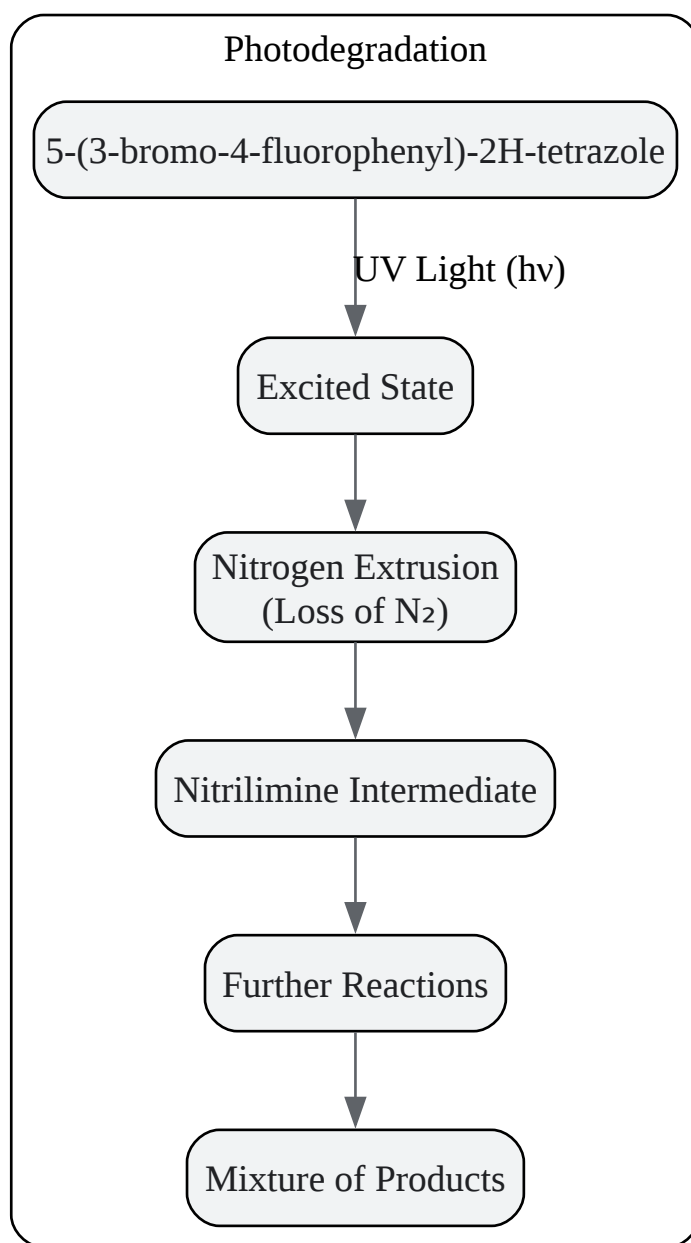 Photodegradation
5-(3-bromo-4-fluorophenyl)-2H-tetrazole
UV Light (hν)
Excited State
Nitrogen Extrusion
(Loss of N₂)
Nitrilimine Intermediate
Further Reactions
Mixture of Products